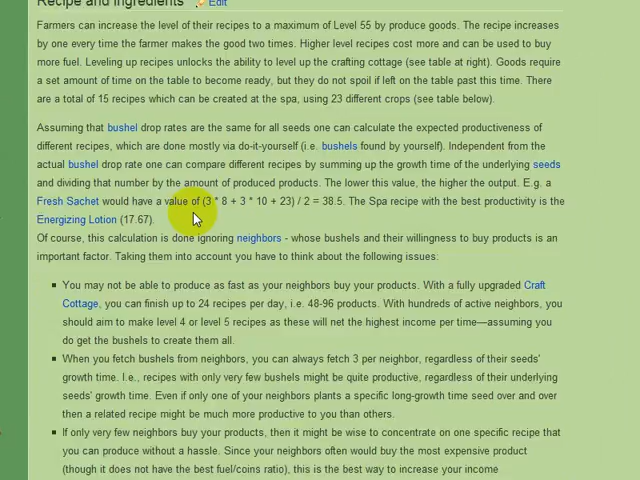 Recipe and ingredients Edit
Farmers can increase the level of their recipes to a maximum of Level 55 by produce goods. The recipe increases
by one every time the farmer makes the good two times. Higher level recipes cost more and can be used to buy
more fuel. Leveling up recipes unlocks the ability to level up the crafting cottage (see table at right). Goods require
a set amount of time on the table to become ready, but they do not spoil if left on the table past this time. There
are a total of 15 recipes which can be created at the spa, using 23 different crops (see table below).
Assuming that bushel drop rates are the same for all seeds one can calculate the expected productiveness of
different recipes, which are done mostly via do-it-yourself (i.e. bushels found by yourself). Independent from the
actual bushel drop rate one can compare different recipes by summing up the growth time of the underlying seeds
and dividing that number by the amount of produced products. The lower this value, the higher the output. E.g. a
Fresh Sachet would have a value of (3 * 8 + 3 * 10 + 23) / 2 = 38.5. The Spa recipe with the best productivity is the
Energizing Lotion (17.67).
Of course, this calculation is done ignoring neighbors - whose bushels and their willingness to buy products is an
important factor. Taking them into account you have to think about the following issues:
You may not be able to produce as fast as your neighbors buy your products. With a fully upgraded Craft
Cottage, you can finish up to 24 recipes per day, i.e. 48-96 products. With hundreds of active neighbors, you
should aim to make level 4 or level 5 recipes as these will net the highest income per time—assuming you
do get the bushels to create them all.
When you fetch bushels from neighbors, you can always fetch 3 per neighbor, regardless of their seeds'
growth time. I.e., recipes with only very few bushels might be quite productive, regardless of their underlying
seeds' growth time. Even if only one of your neighbors plants a specific long-growth time seed over and over
then a related recipe might be much more productive to you than others.
If only very few neighbors buy your products, then it might be wise to concentrate on one specific recipe that
you can produce without a hassle. Since your neighbors often would buy the most expensive product
(though it does not have the best fuel/coins ratio), this is the best way to increase your income